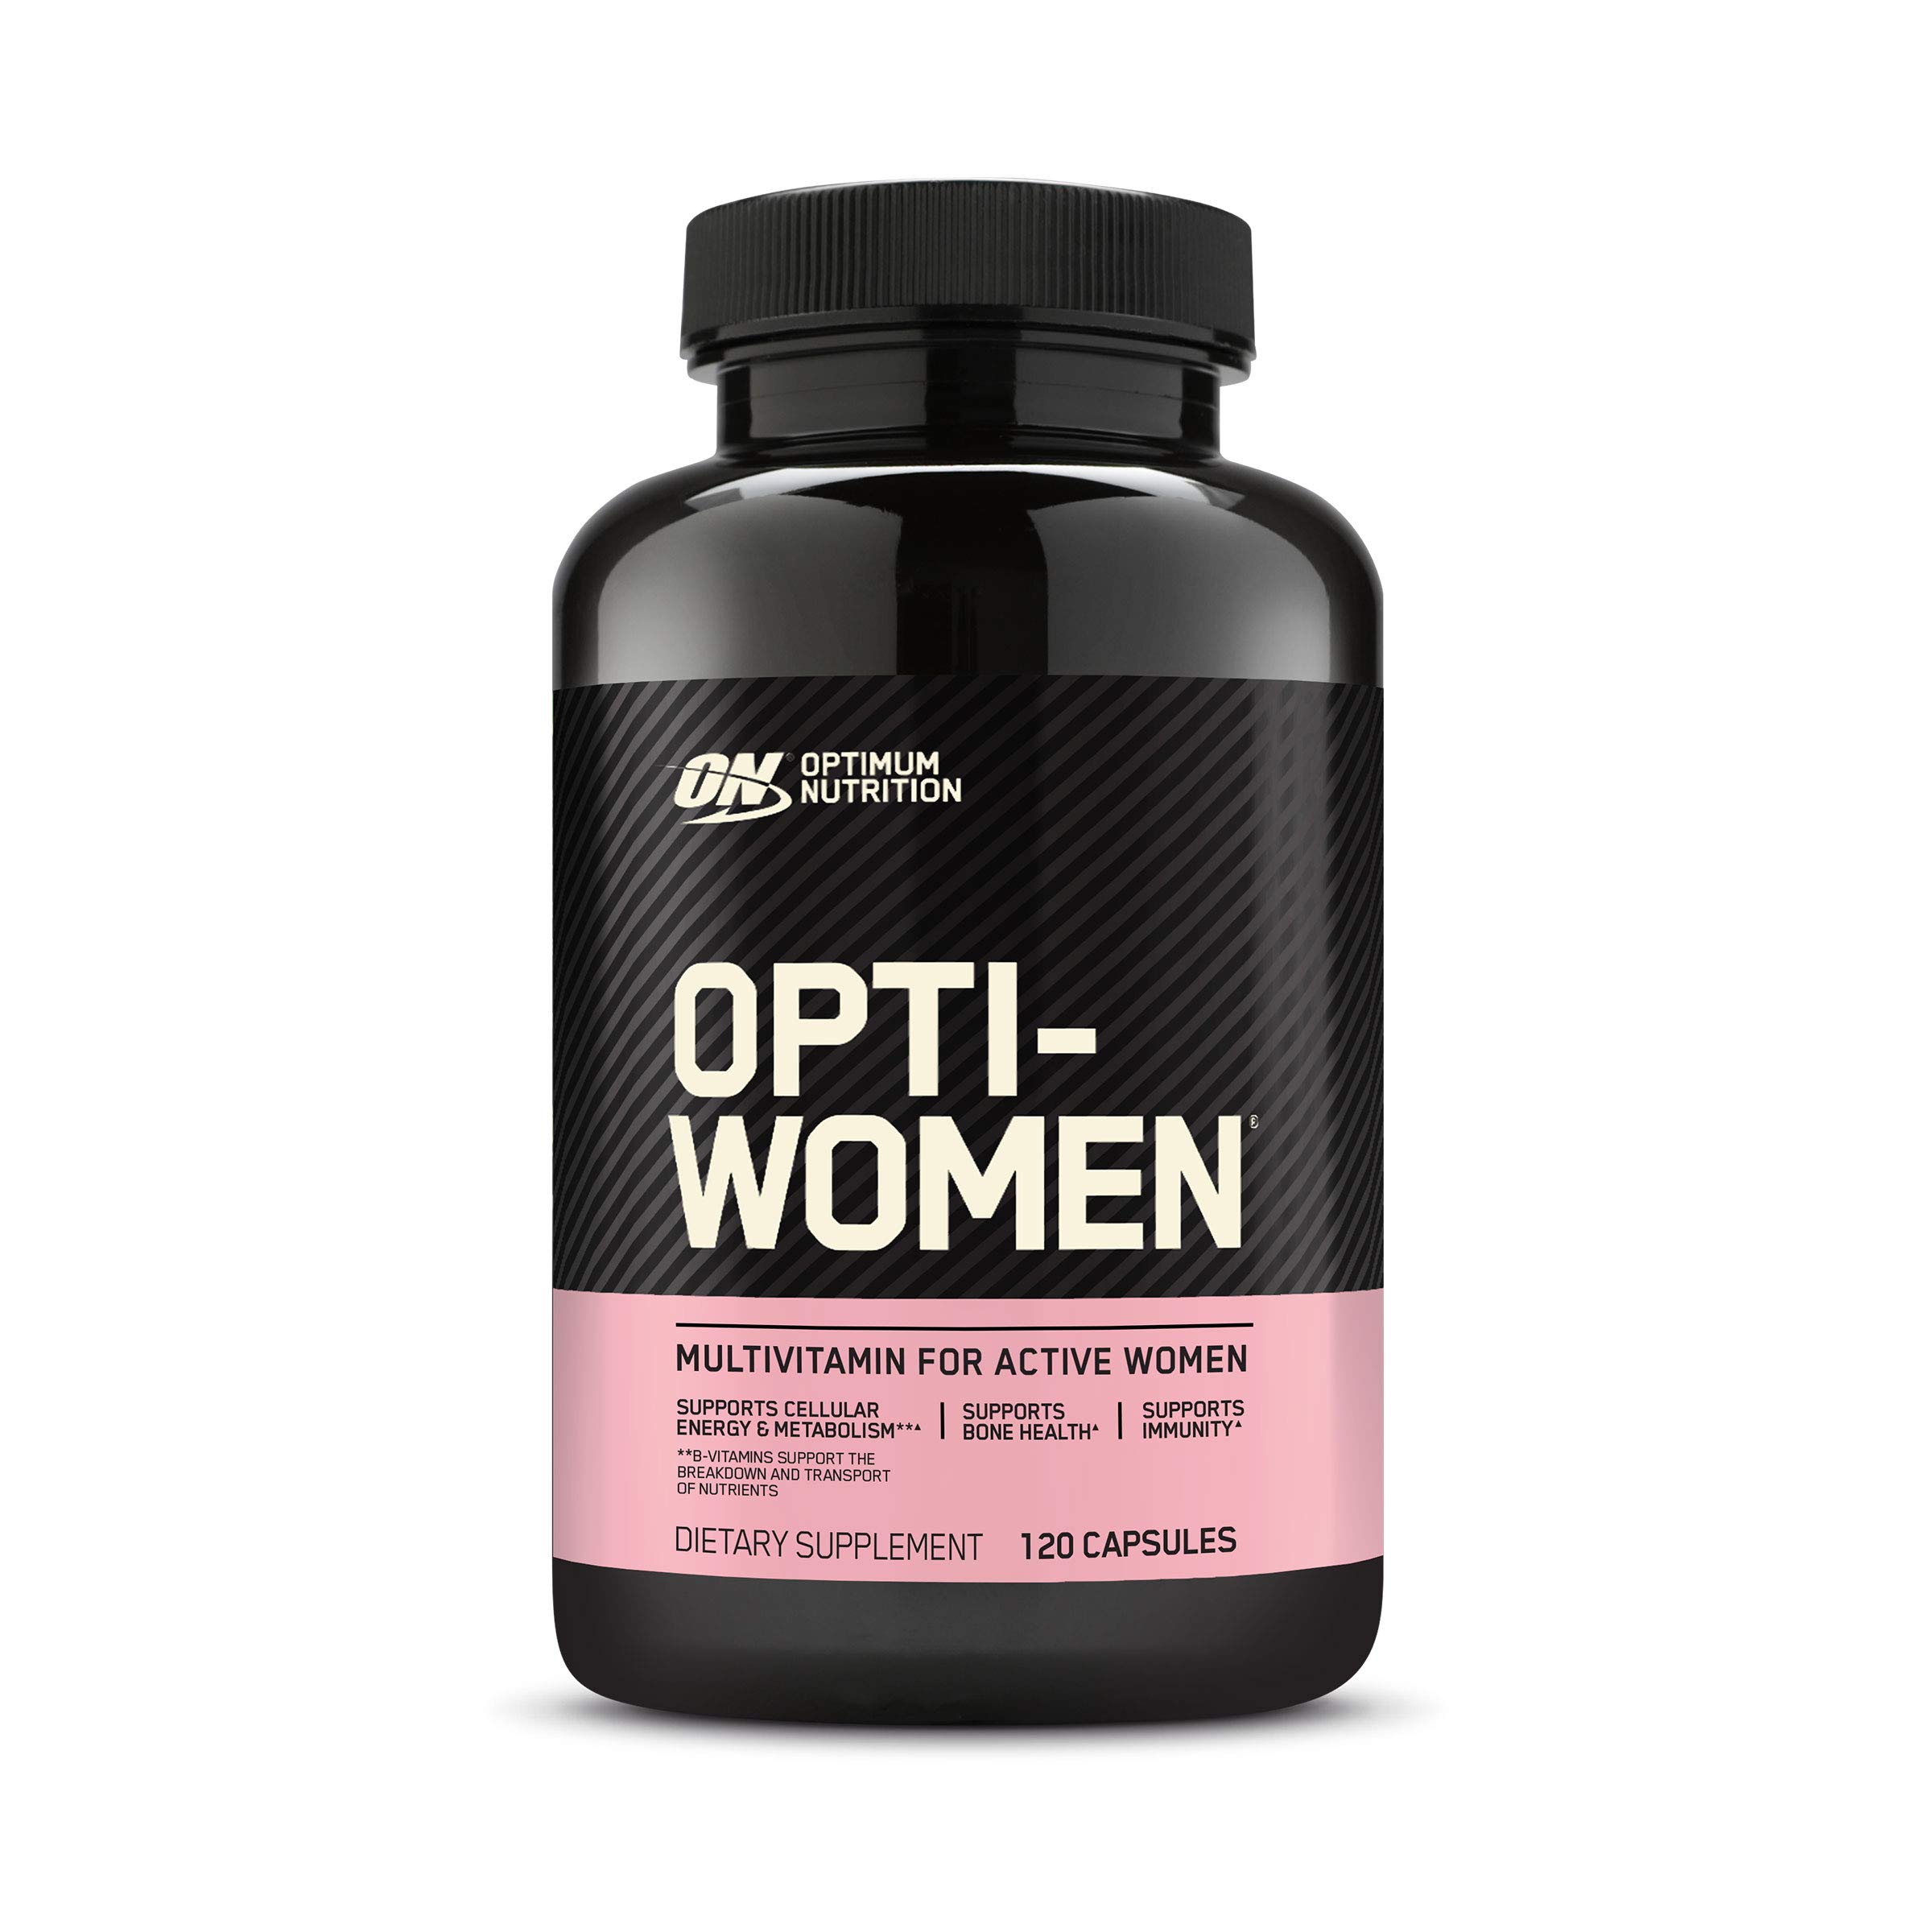 ON® OPTIMUM
NUTRITION
OPTI-
WOMEN®
MULTIVITAMIN FOR ACTIVE WOMEN
SUPPORTS CELLULAR
ENERGY & METABOLISM**▲
SUPPORTS
BONE HEALTH▲
SUPPORTS
IMMUNITY▲
**B-VITAMINS SUPPORT THE
BREAKDOWN AND TRANSPORT
OF NUTRIENTS
DIETARY SUPPLEMENT 120 CAPSULES